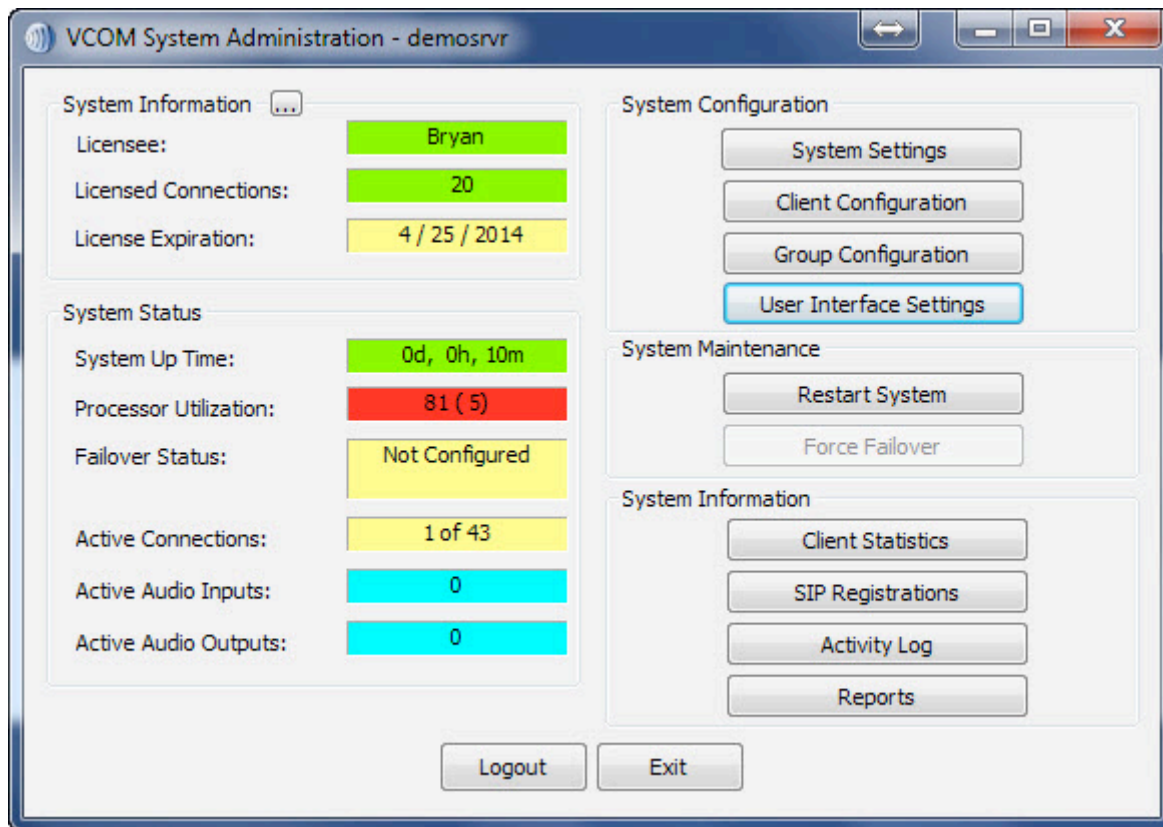 VCOM System Administration - demosrvr
System Information ...
Licensee: Bryan
Licensed Connections: 20
License Expiration: 4 / 25 / 2014
System Status
System Up Time: 0d, 0h, 10m
Processor Utilization: 81 ( 5)
Failover Status: Not Configured
Active Connections: 1 of 43
Active Audio Inputs: 0
Active Audio Outputs: 0
System Configuration
System Settings
Client Configuration
Group Configuration
User Interface Settings
System Maintenance
Restart System
Force Failover
System Information
Client Statistics
SIP Registrations
Activity Log
Reports
Logout
Exit